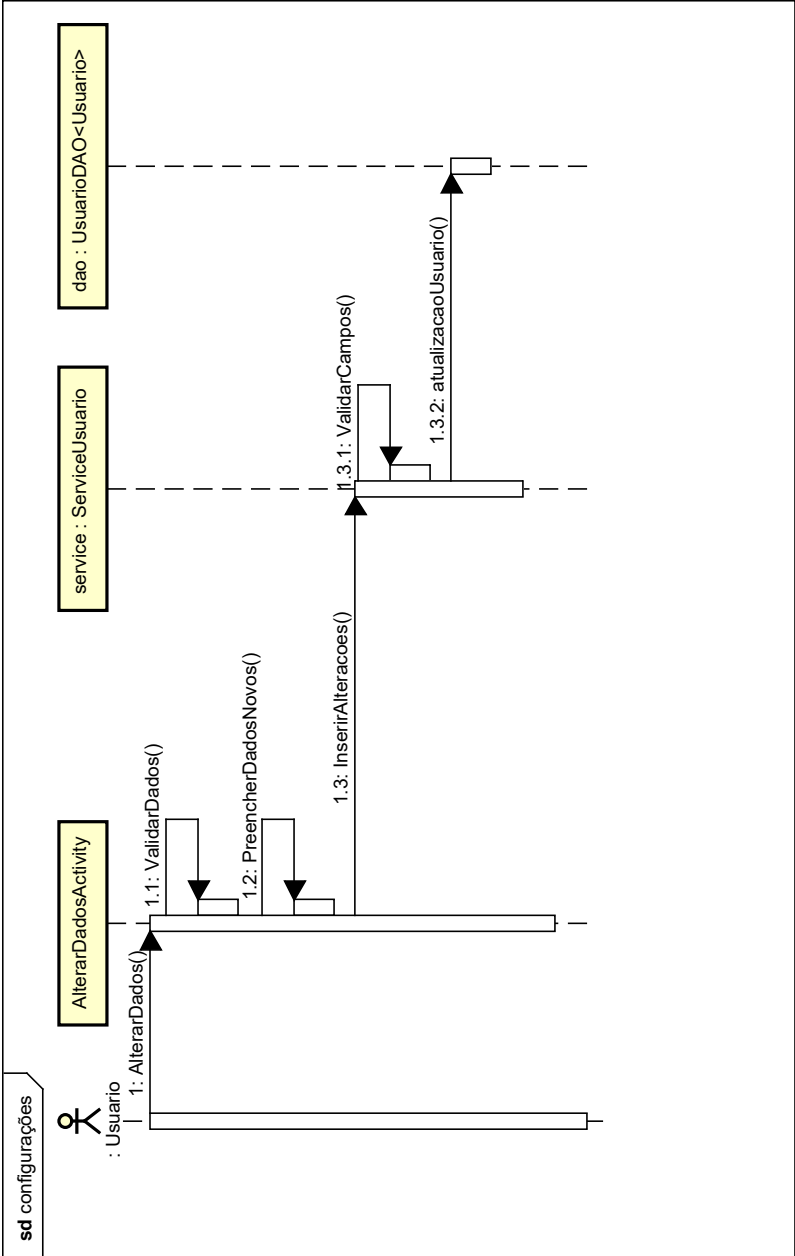 sd configurações
: Usuario
AlterarDadosActivity
service : ServiceUsuario
dao : UsuarioDAO<Usuario>
1: AlterarDados()
1.1: ValidarDados()
1.2: PreencherDadosNovos()
1.3: InserirAlteracoes()
1.3.1: ValidarCampos()
1.3.2: atualizacaoUsuario()